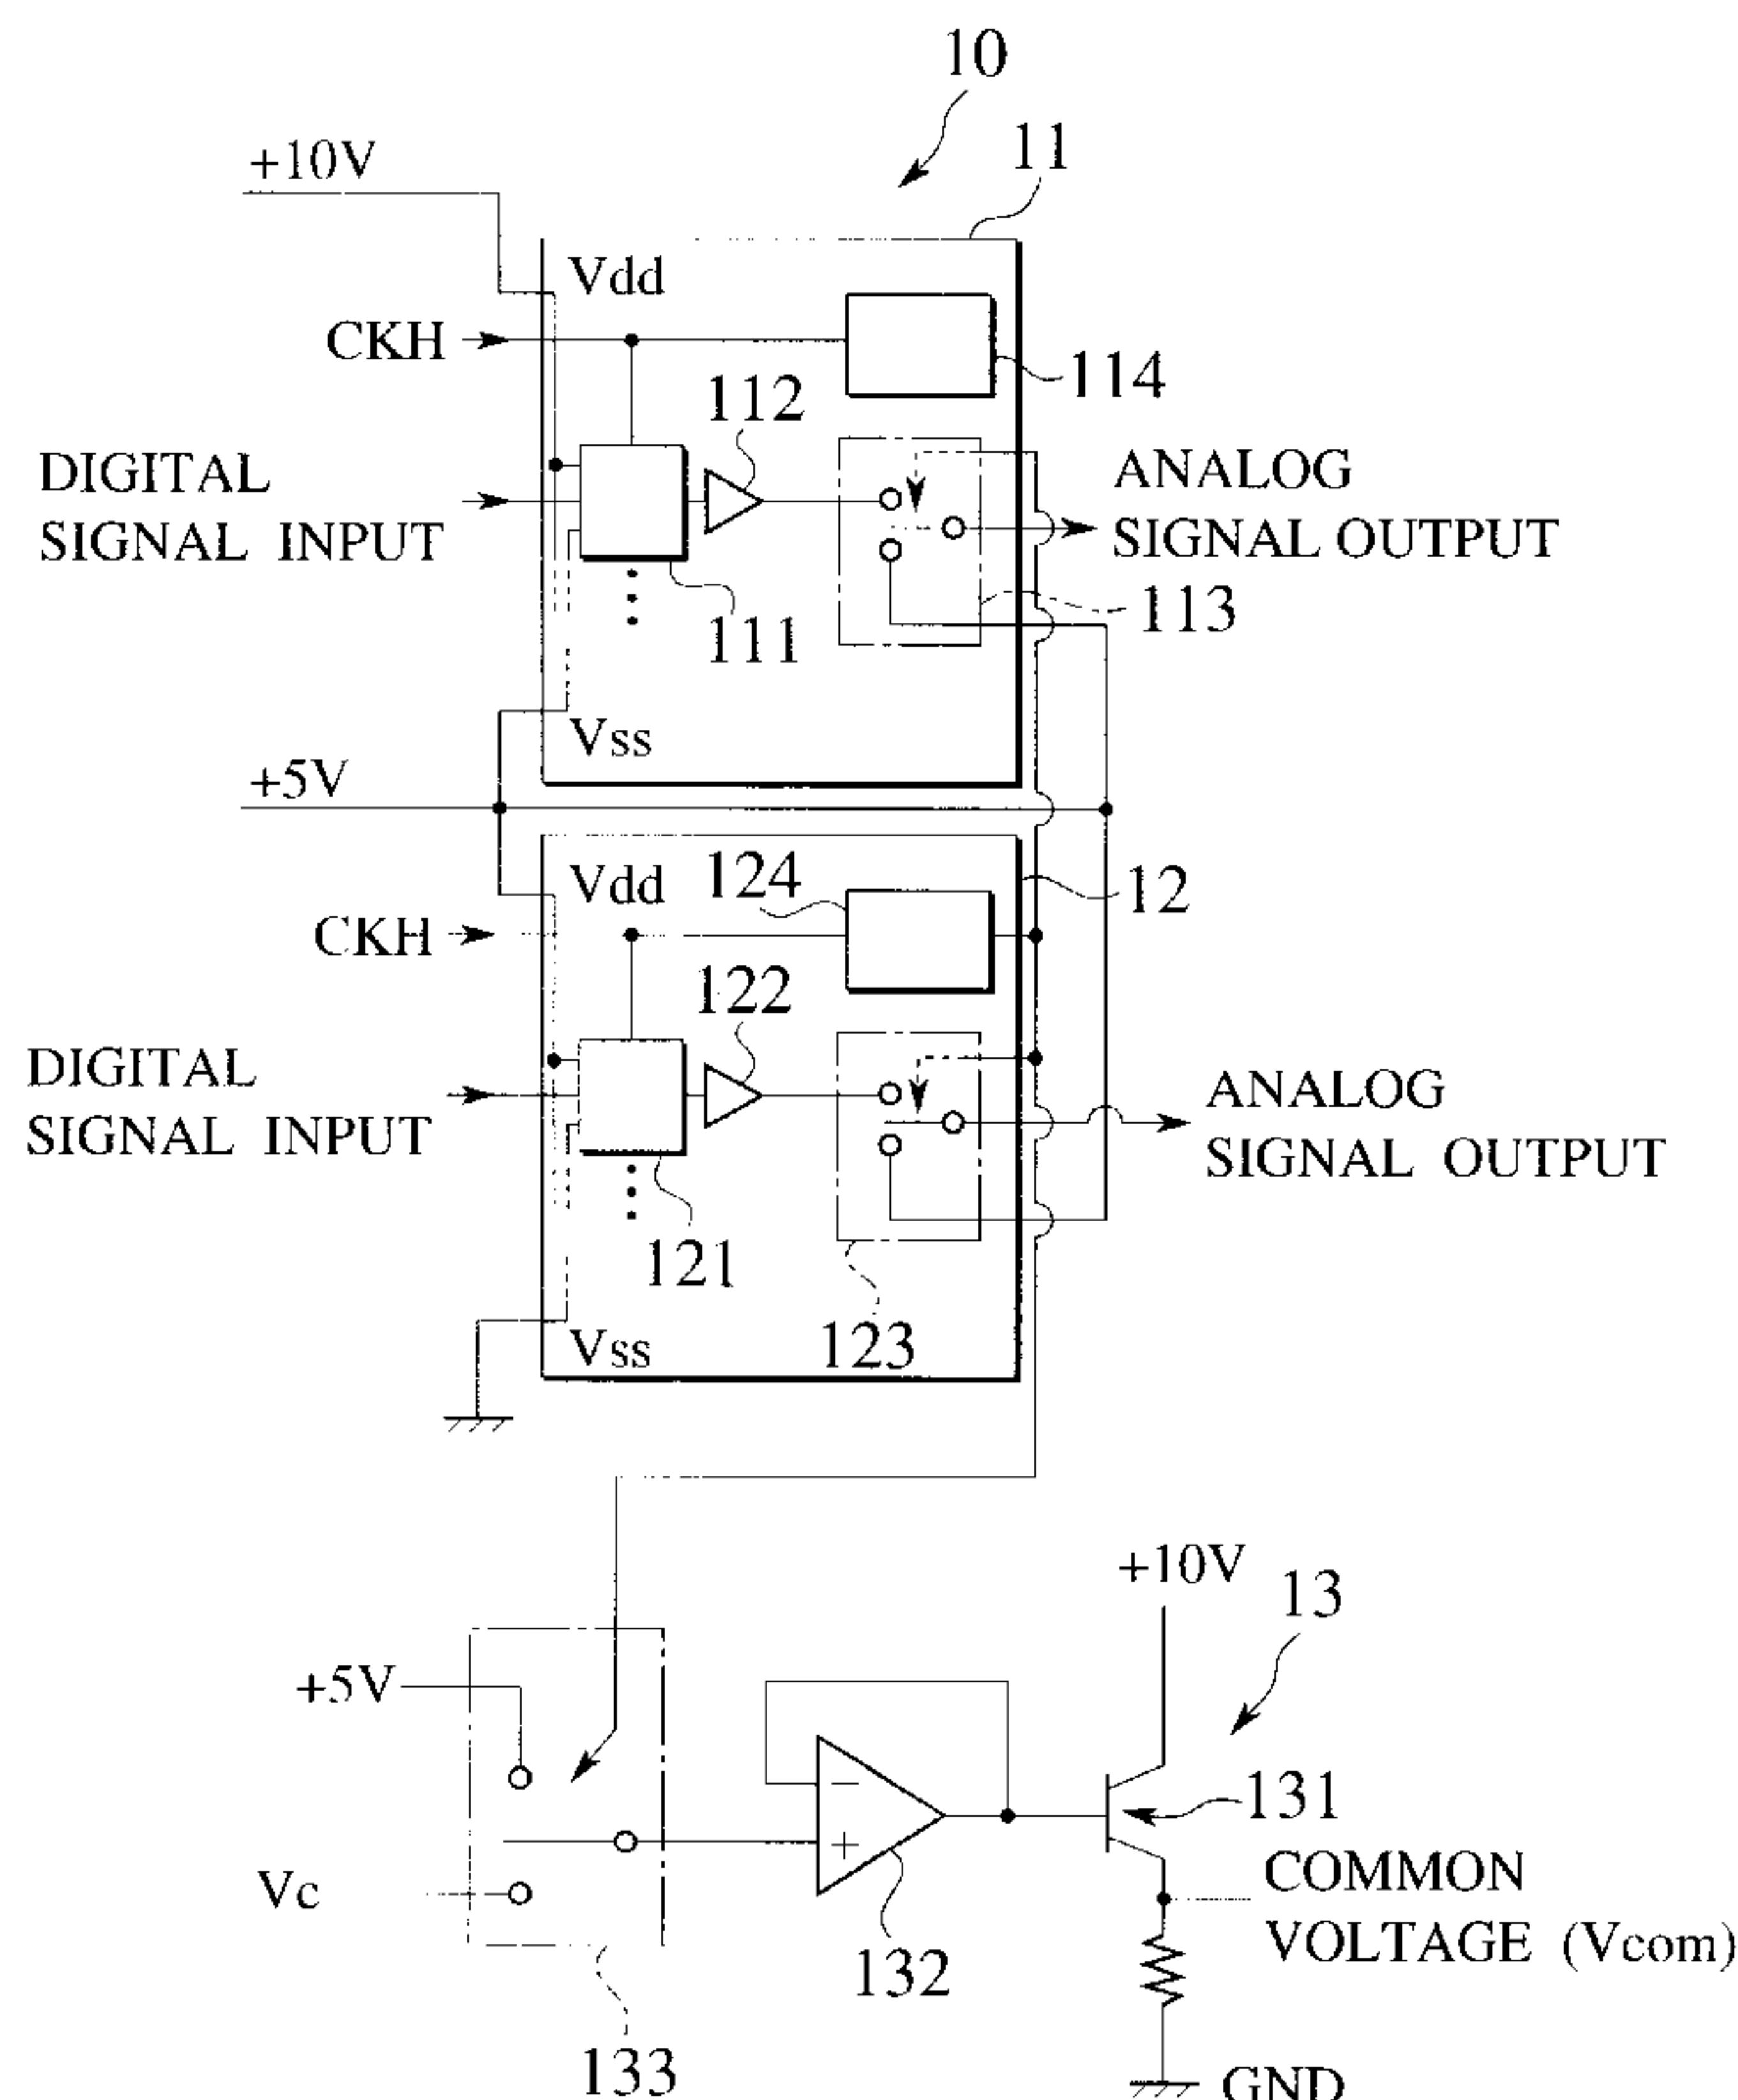 10
11
+10V
Vdd
CKH
114
112
DIGITAL
SIGNAL INPUT
ANALOG
SIGNAL OUTPUT
113
111
Vss
+5V
Vdd
124
12
CKH
122
DIGITAL
SIGNAL INPUT
ANALOG
SIGNAL OUTPUT
121
123
Vss
+10V
13
+5V
−
131
+
COMMON
VOLTAGE (Vcom)
Vc
132
133
GND